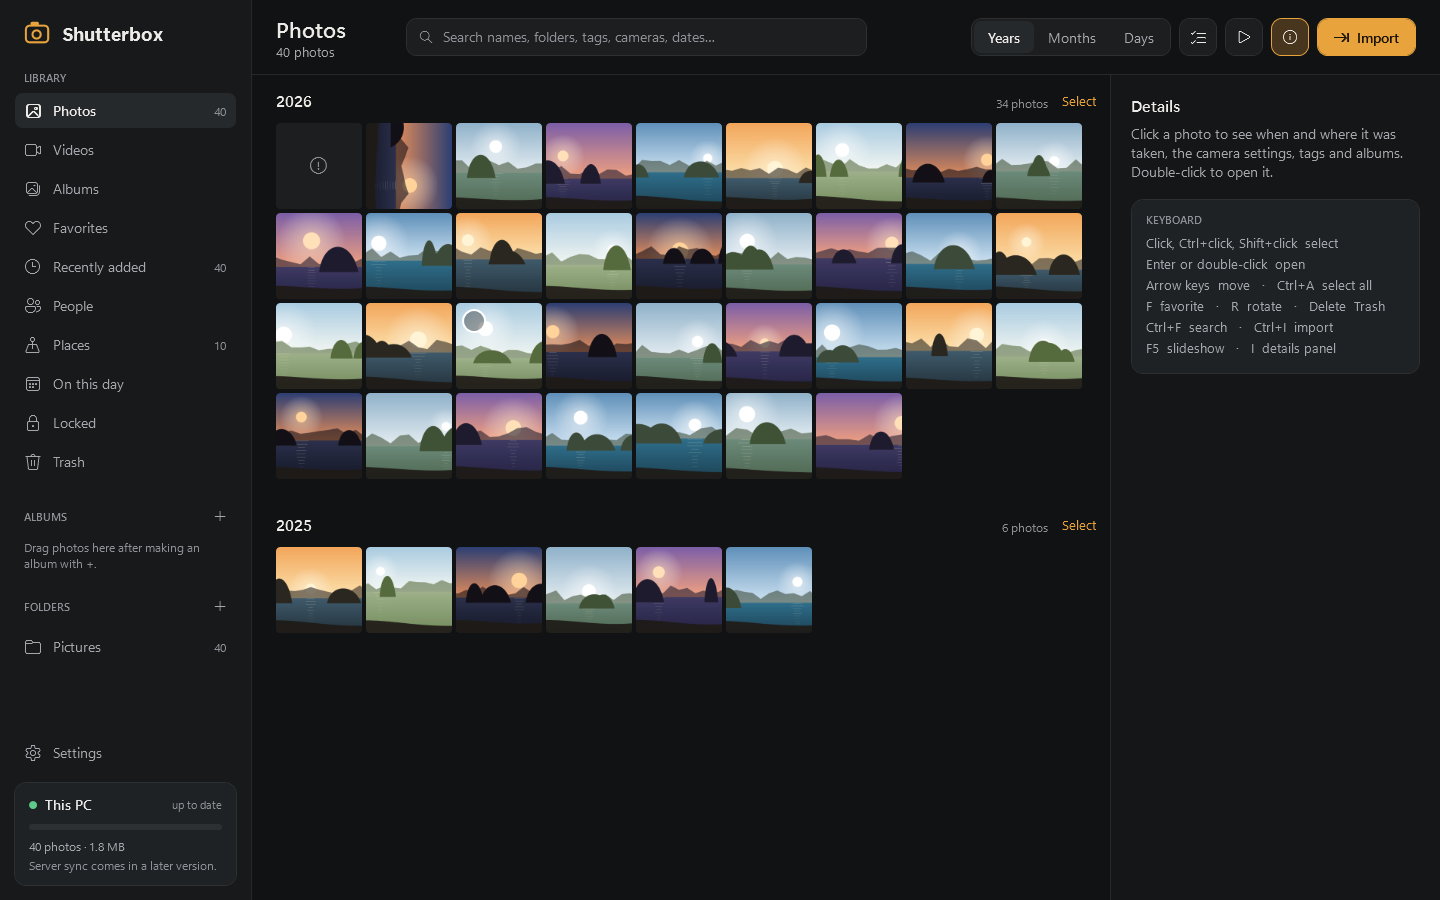 Shutterbox
LIBRARY
Photos 40
Videos
Albums
Favorites
Recently added 40
People
Places 10
On this day
Locked
Trash
ALBUMS
Drag photos here after making an
album with +.
FOLDERS
Pictures 40
Settings
This PC up to date
40 photos · 1.8 MB
Server sync comes in a later version.
Photos
40 photos
Search names, folders, tags, cameras, dates...
Years Months Days
Import
2026 34 photos Select
2025 6 photos Select
Details
Click a photo to see when and where it was
taken, the camera settings, tags and albums.
Double-click to open it.
KEYBOARD
Click, Ctrl+click, Shift+click select
Enter or double-click open
Arrow keys move · Ctrl+A select all
F favorite · R rotate · Delete Trash
Ctrl+F search · Ctrl+I import
F5 slideshow · I details panel